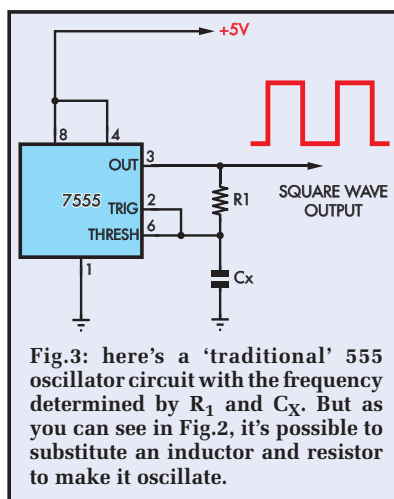 +5V
8 4
OUT 3
7555
TRIG 2
THRESH 6
1
R1
Cx
SQUARE WAVE
OUTPUT
Fig.3: here's a 'traditional' 555
oscillator circuit with the frequency
determined by R1 and CX. But as
you can see in Fig.2, it's possible to
substitute an inductor and resistor
to make it oscillate.